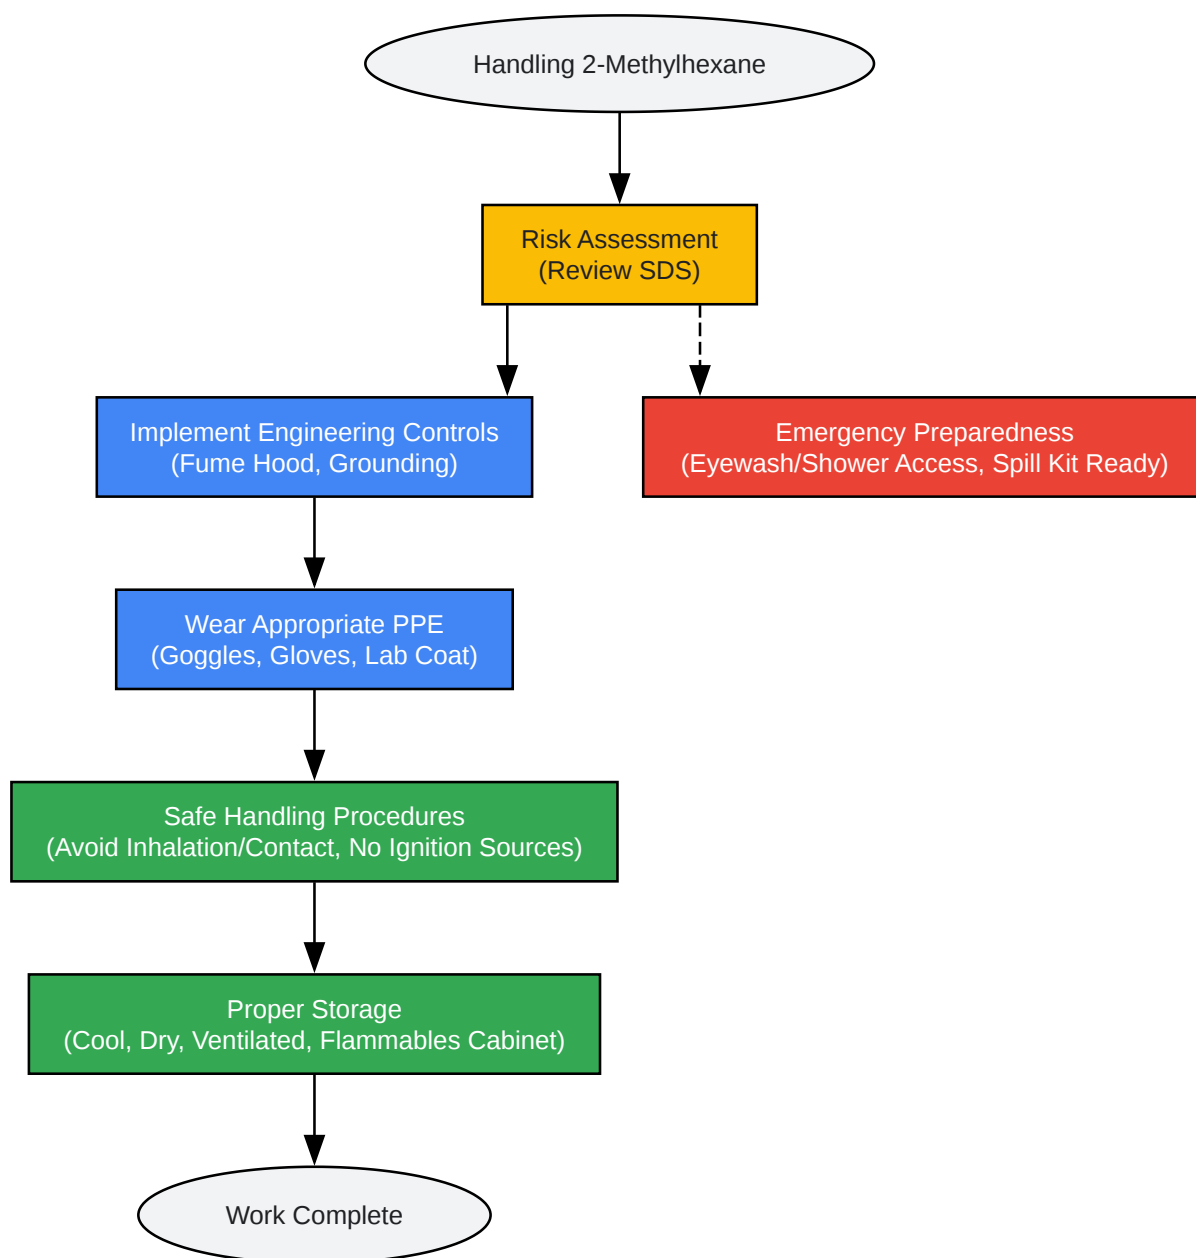 Handling 2-Methylhexane
Risk Assessment
(Review SDS)
Implement Engineering Controls
(Fume Hood, Grounding)
Emergency Preparedness
(Eyewash/Shower Access, Spill Kit Ready)
Wear Appropriate PPE
(Goggles, Gloves, Lab Coat)
Safe Handling Procedures
(Avoid Inhalation/Contact, No Ignition Sources)
Proper Storage
(Cool, Dry, Ventilated, Flammables Cabinet)
Work Complete